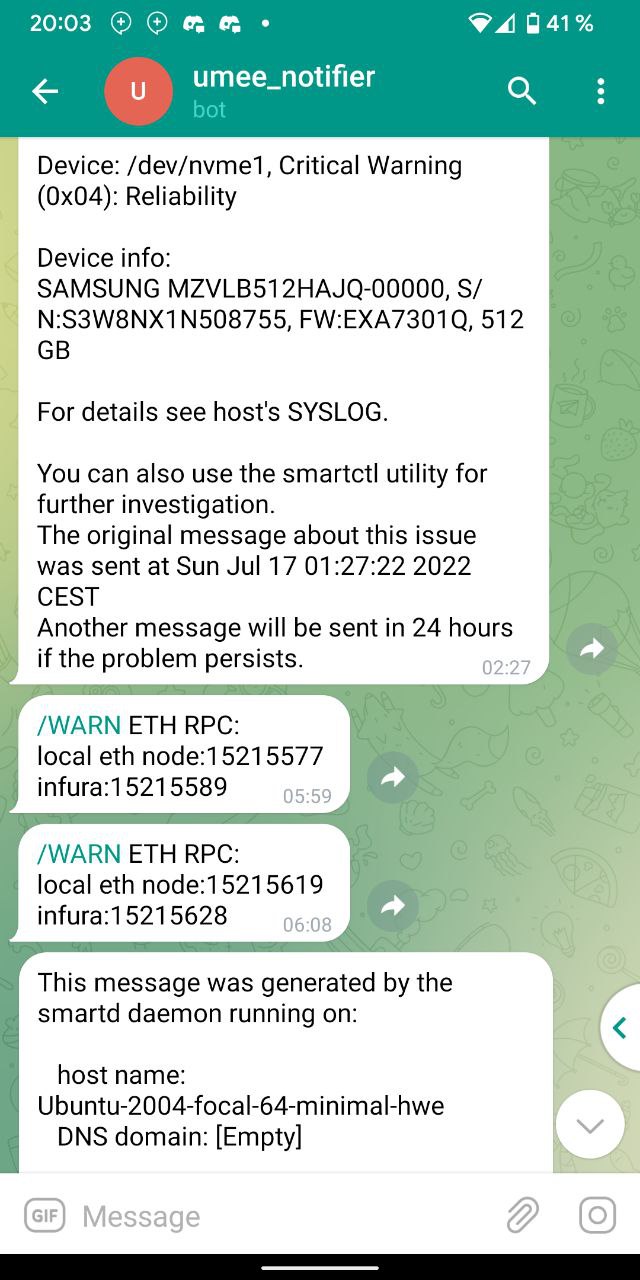 20:03
41 %
U
umee_notifier
bot
Device: /dev/nvme1, Critical Warning
(0x04): Reliability
Device info:
SAMSUNG MZVLB512HAJQ-00000, S/
N:S3W8NX1N508755, FW:EXA7301Q, 512
GB
For details see host's SYSLOG.
You can also use the smartctl utility for
further investigation.
The original message about this issue
was sent at Sun Jul 17 01:27:22 2022
CEST
Another message will be sent in 24 hours
if the problem persists.
02:27
/WARN ETH RPC:
local eth node:15215577
infura:15215589
05:59
/WARN ETH RPC:
local eth node:15215619
infura:15215628
06:08
This message was generated by the
smartd daemon running on:
host name:
Ubuntu-2004-focal-64-minimal-hwe
DNS domain: [Empty]
GIF
Message